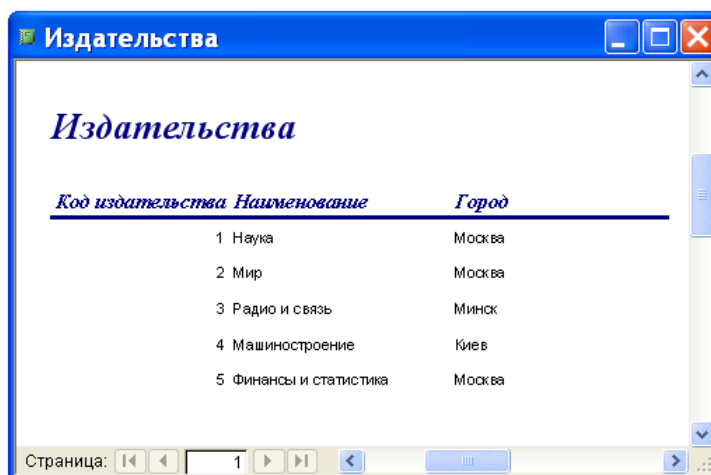 Издательства
Издательства
Код издательства Наименование Город
1 Наука Москва
2 Мир Москва
3 Радио и связь Минск
4 Машиностроение Киев
5 Финансы и статистика Москва
Страница: 1